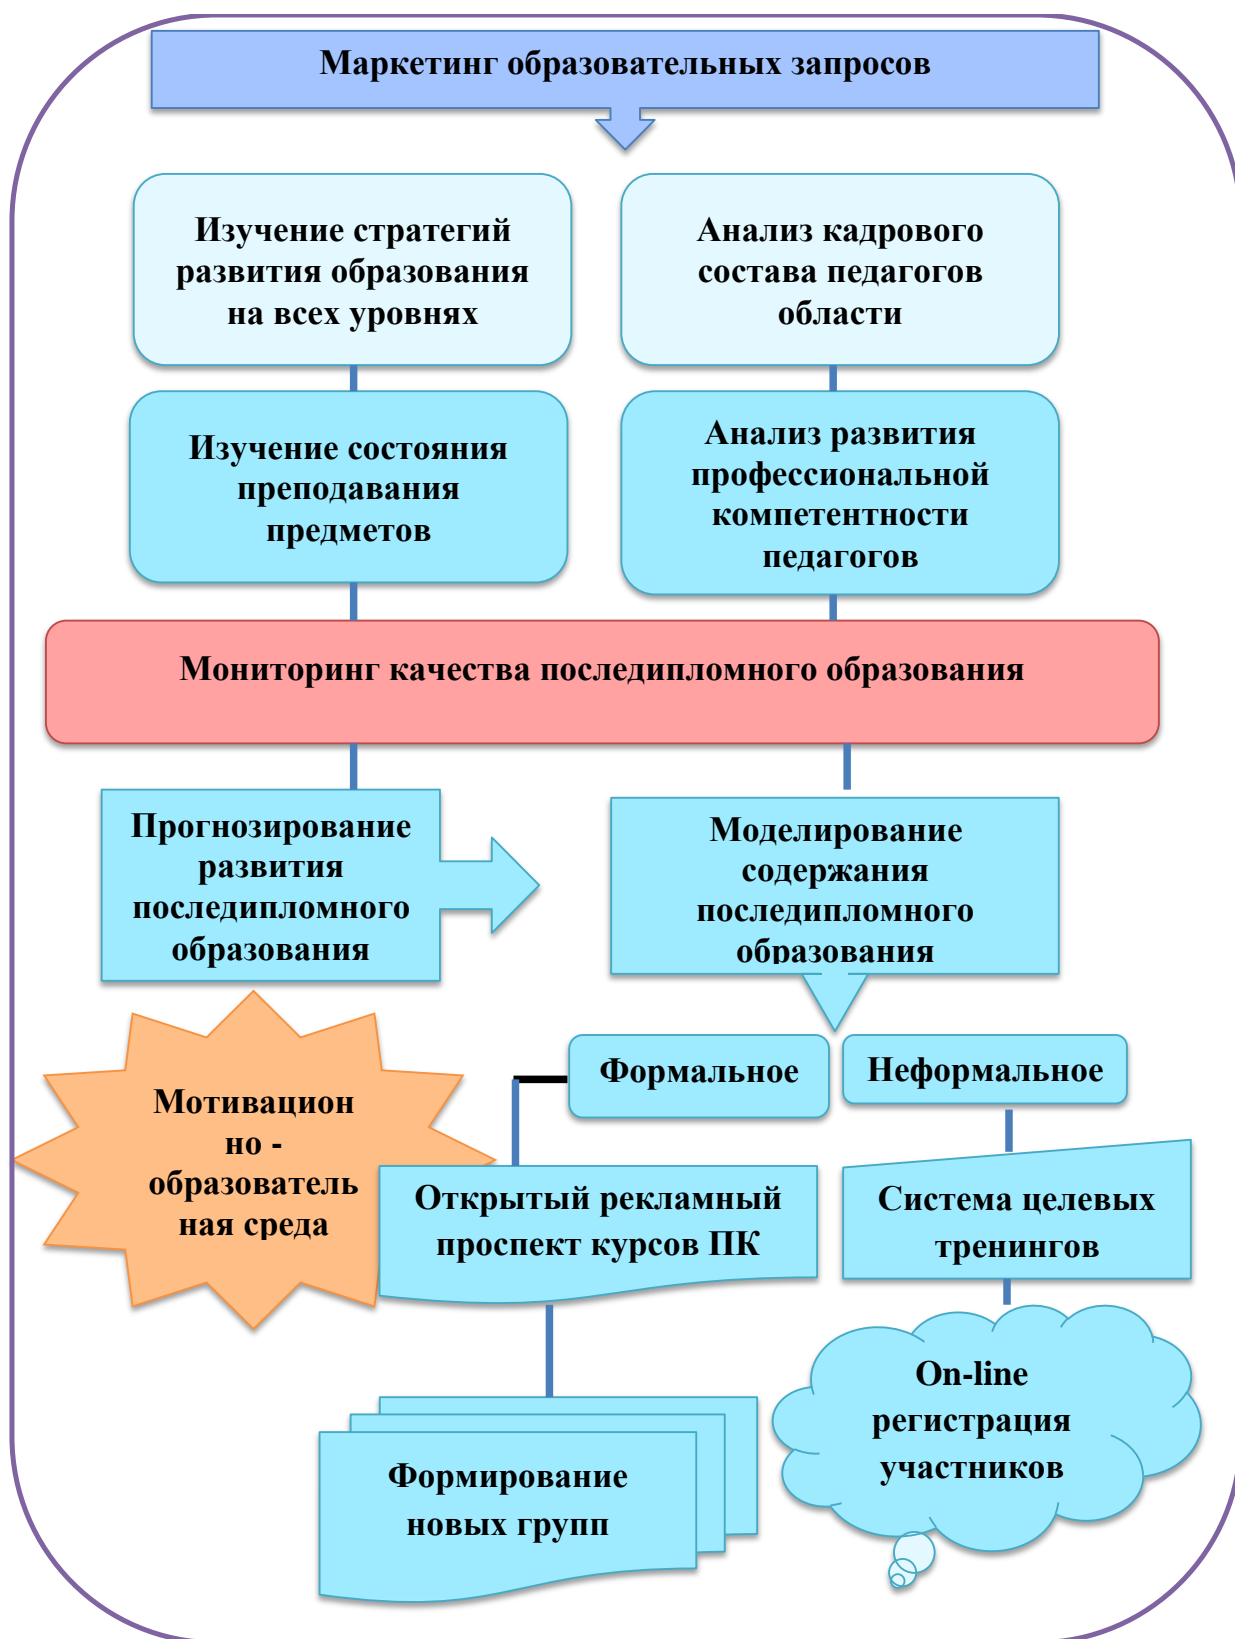 Маркетинг образовательных запросов
Изучение стратегий
развития образования
на всех уровнях
Анализ кадрового
состава педагогов
области
Изучение состояния
преподавания
предметов
Анализ развития
профессиональной
компетентности
педагогов
Мониторинг качества последипломного образования
Прогнозирование
развития
последипломного
образования
Моделирование
содержания
последипломного
образования
Формальное
Неформальное
Мотивацион
но -
образователь
ная среда
Открытый рекламный
проспект курсов ПК
Система целевых
тренингов
Формирование
новых групп
On-line
регистрация
участников